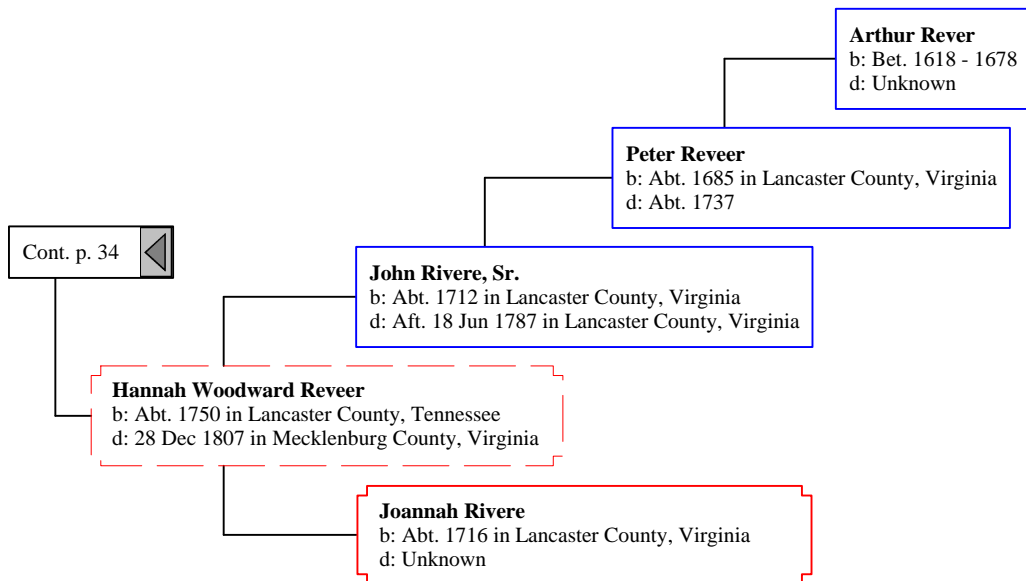 Arthur Rever
b: Bet. 1618 - 1678
d: Unknown
Peter Reveer
b: Abt. 1685 in Lancaster County, Virginia
d: Abt. 1737
Cont. p. 34
John Rivere, Sr.
b: Abt. 1712 in Lancaster County, Virginia
d: Aft. 18 Jun 1787 in Lancaster County, Virginia
Hannah Woodward Reveer
b: Abt. 1750 in Lancaster County, Tennessee
d: 28 Dec 1807 in Mecklenburg County, Virginia
Joannah Rivere
b: Abt. 1716 in Lancaster County, Virginia
d: Unknown